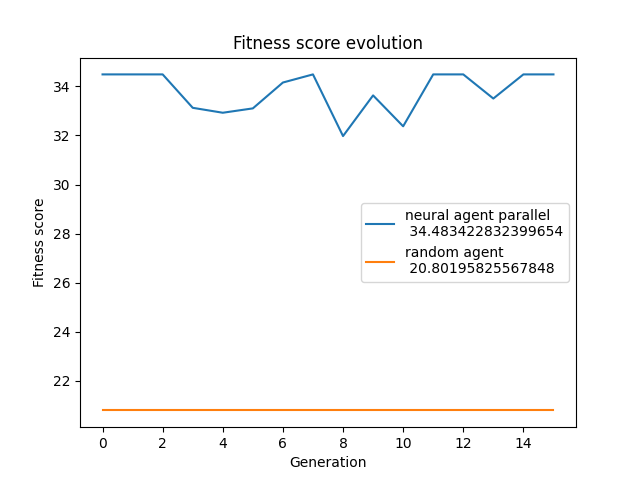 Fitness score evolution
Fitness score
34
32
30
28
26
24
22
neural agent parallel
34.483422832399654
random agent
20.80195825567848
0 2 4 6 8 10 12 14
Generation